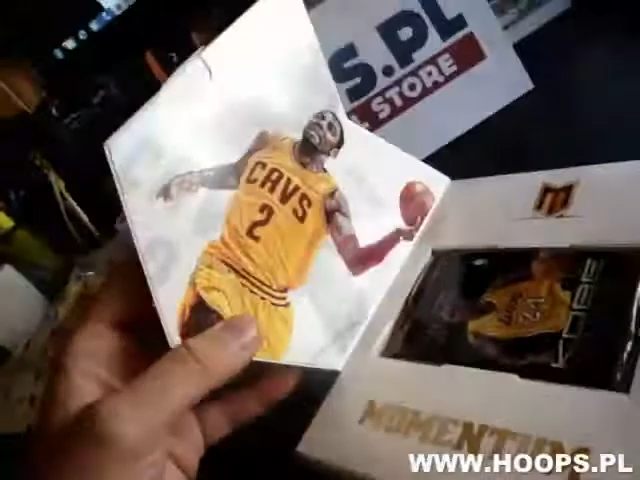 S.PL
L STORE
CAVS
2
M
24
KOBE
MOMENTUM
WWW.HOOPS.PL